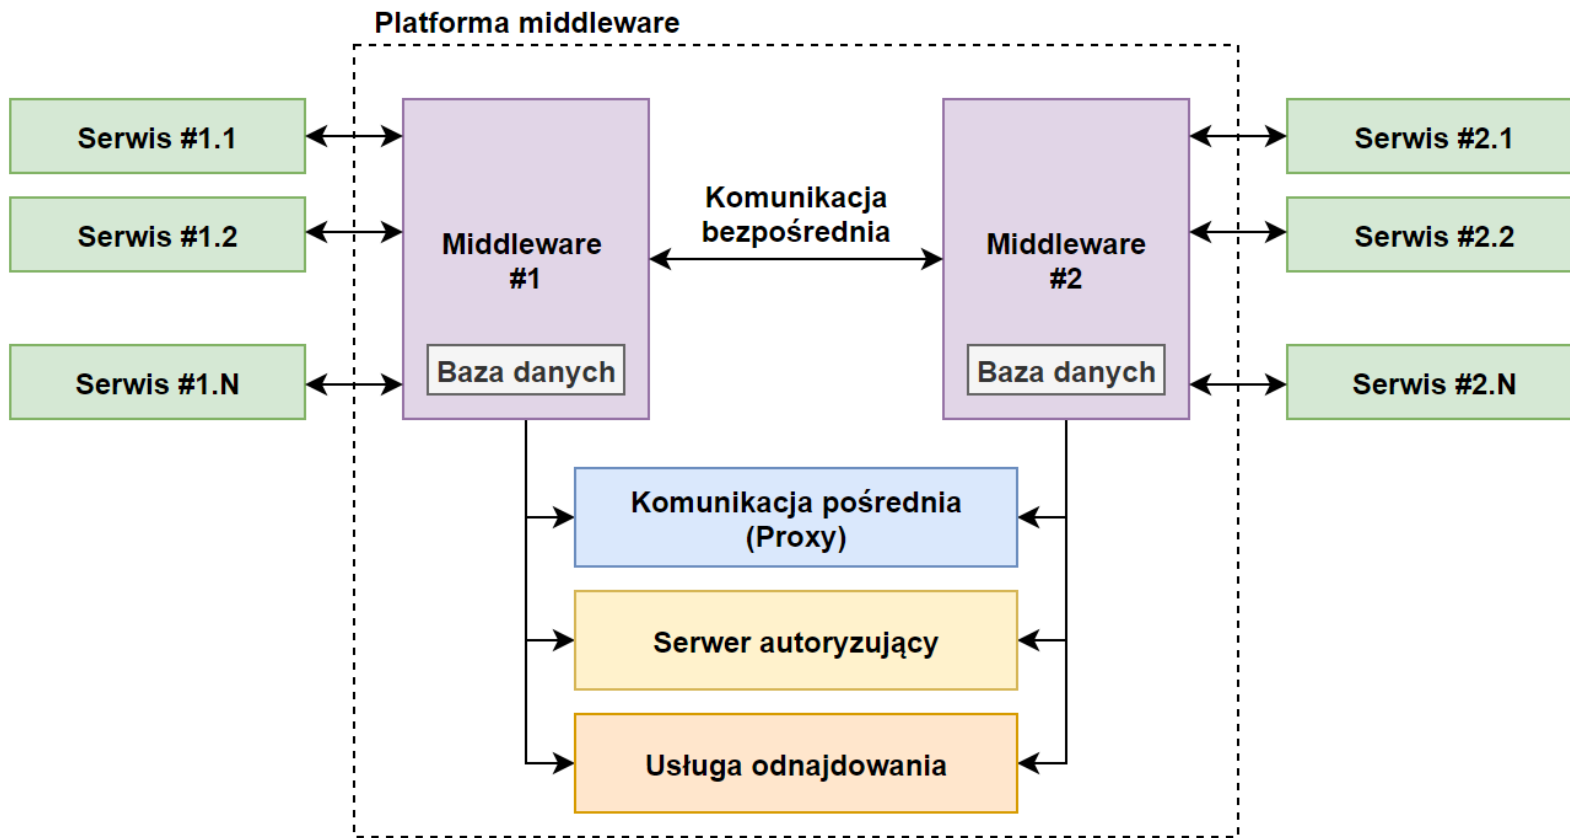 Platforma middleware
Serwis #1.1
Serwis #1.2
Serwis #1.N
Middleware
#1
Baza danych
Komunikacja
bezpośrednia
Middleware
#2
Baza danych
Serwis #2.1
Serwis #2.2
Serwis #2.N
Komunikacja pośrednia
(Proxy)
Serwer autoryzujący
Usługa odnajdowania